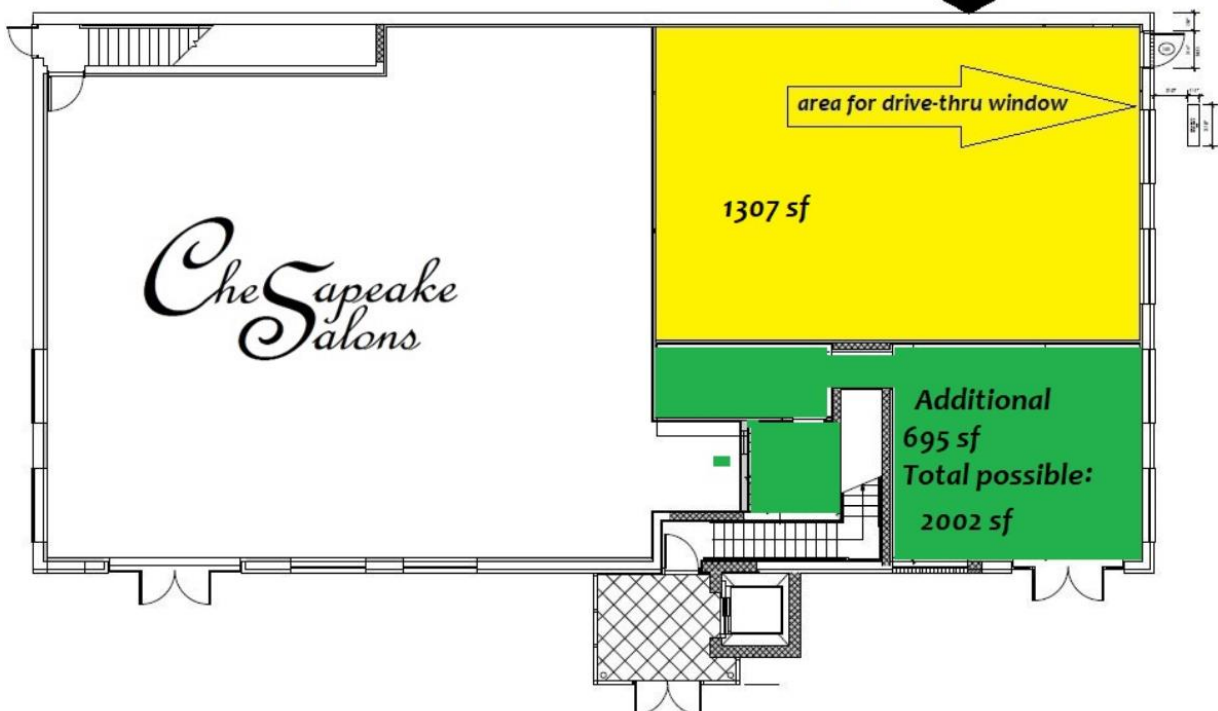 area for drive-thru window
1307 sf
CheSapeake
Salons
Additional
695 sf
Total possible:
2002 sf